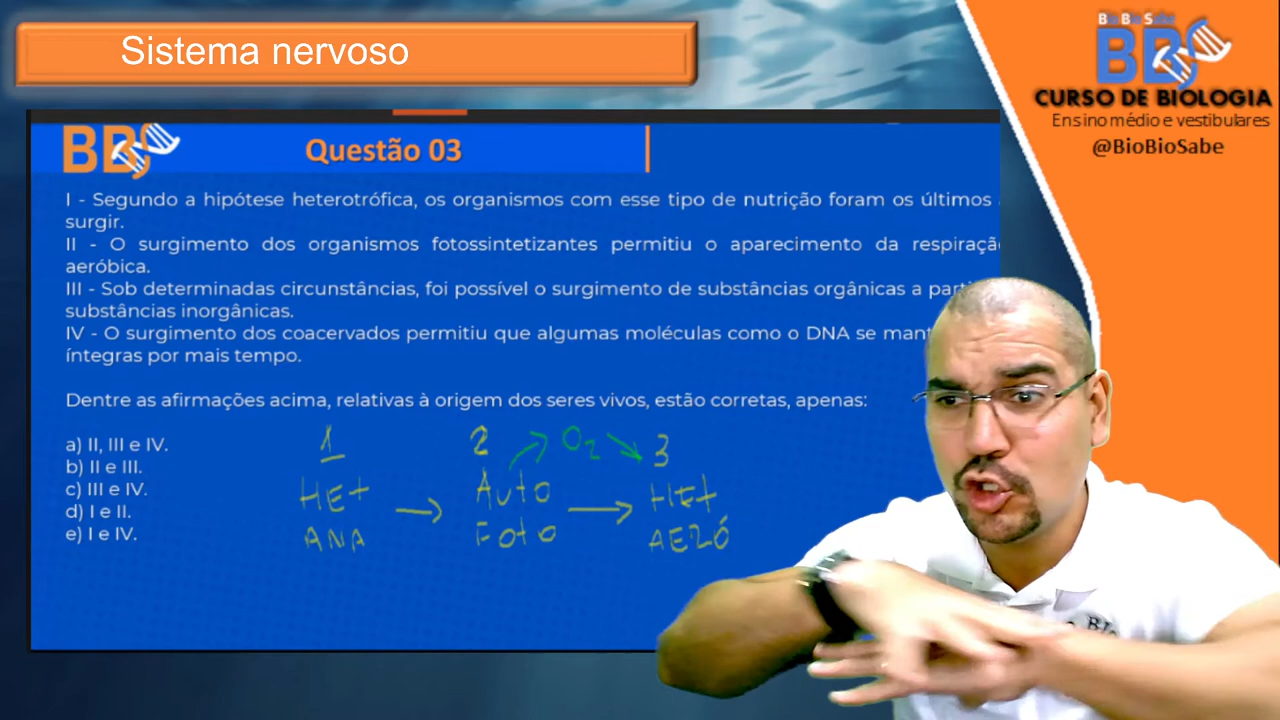 Sistema nervoso
Bio Bio Sabe
BBS
CURSO DE BIOLOGIA
Ensino médio e vestibulares
@BioBioSabe
BBS
Questão 03
I - Segundo a hipótese heterotrófica, os organismos com esse tipo de nutrição foram os últimos
surgir.
II - O surgimento dos organismos fotossintetizantes permitiu o aparecimento da
aeróbica.
III - Sob determinadas circunstâncias, foi possível o surgimento de substâncias orgânicas a
substâncias inorgânicas.
IV - O surgimento dos coacervados permitiu que algumas moléculas como o DNA se
íntegras por mais tempo.
Dentre as afirmações acima, relativas à origem dos seres vivos, estão corretas, apenas:
a) II, III e IV.
b) II e III.
c) III e IV.
d) I e II.
e) I e IV.
1 2 O2 3
HET Auto HET
ANA Foto AERÓ
BIO